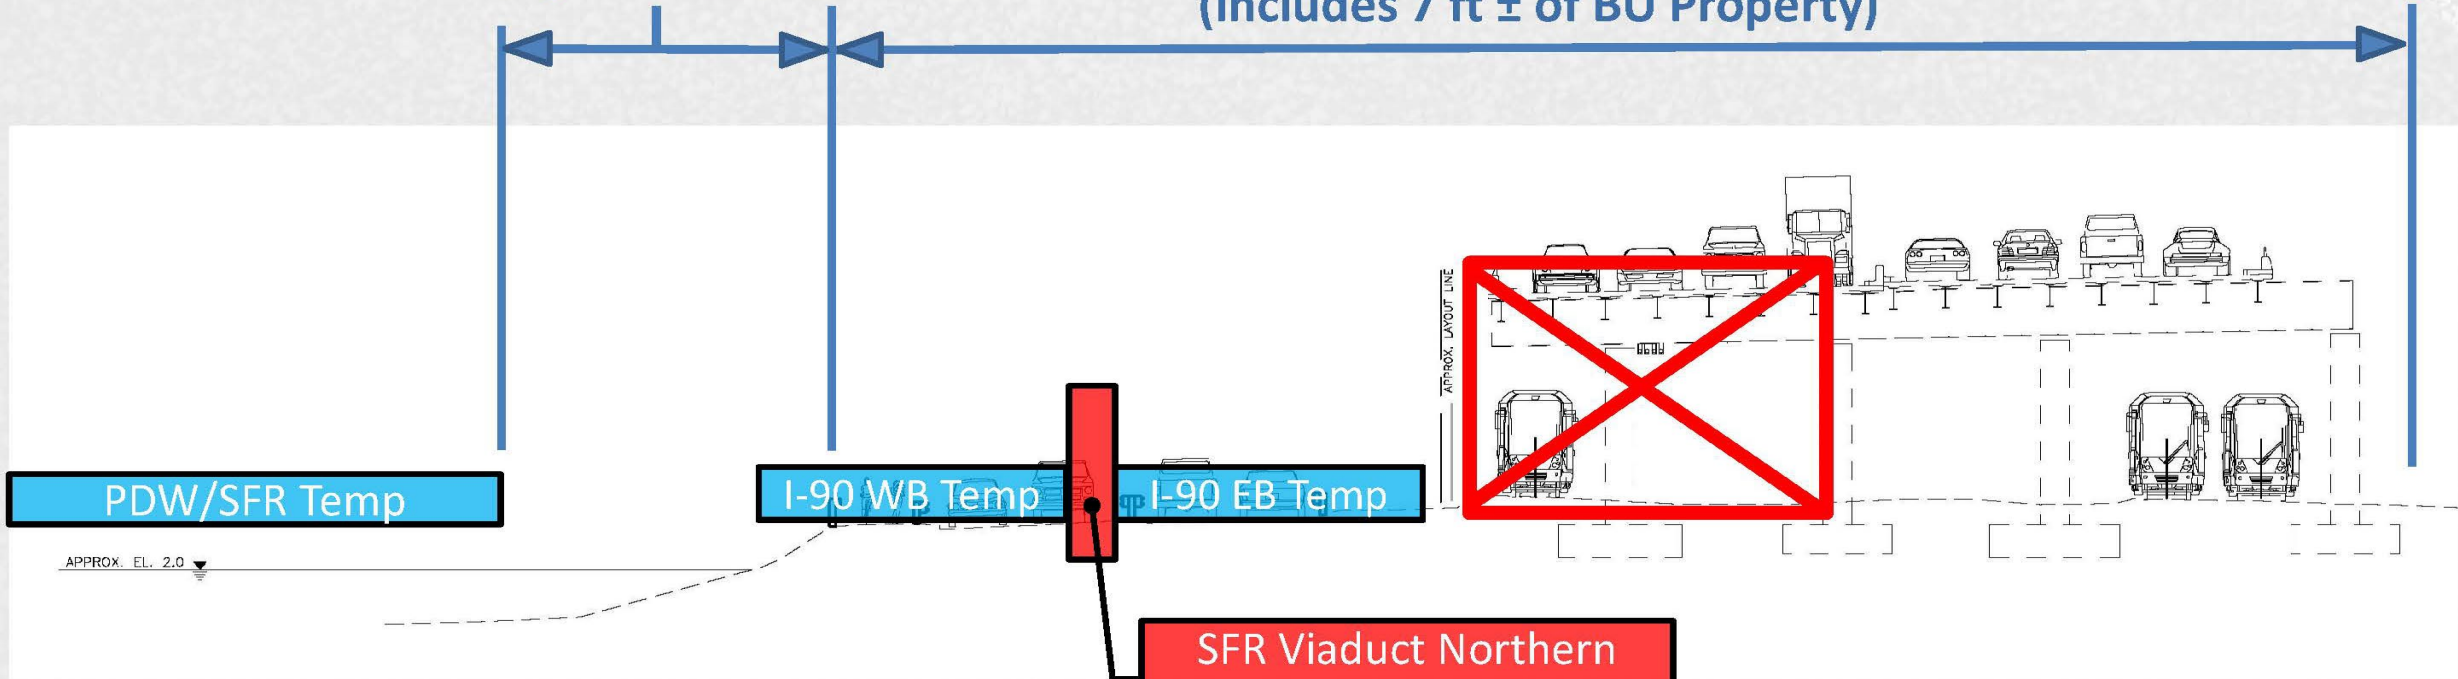 (Includes 7 ft ± of BU Property)
APPROX. LAYOUT LINE
PDW/SFR Temp
I-90 WB Temp
I-90 EB Temp
APPROX. EL. 2.0
SFR Viaduct Northern